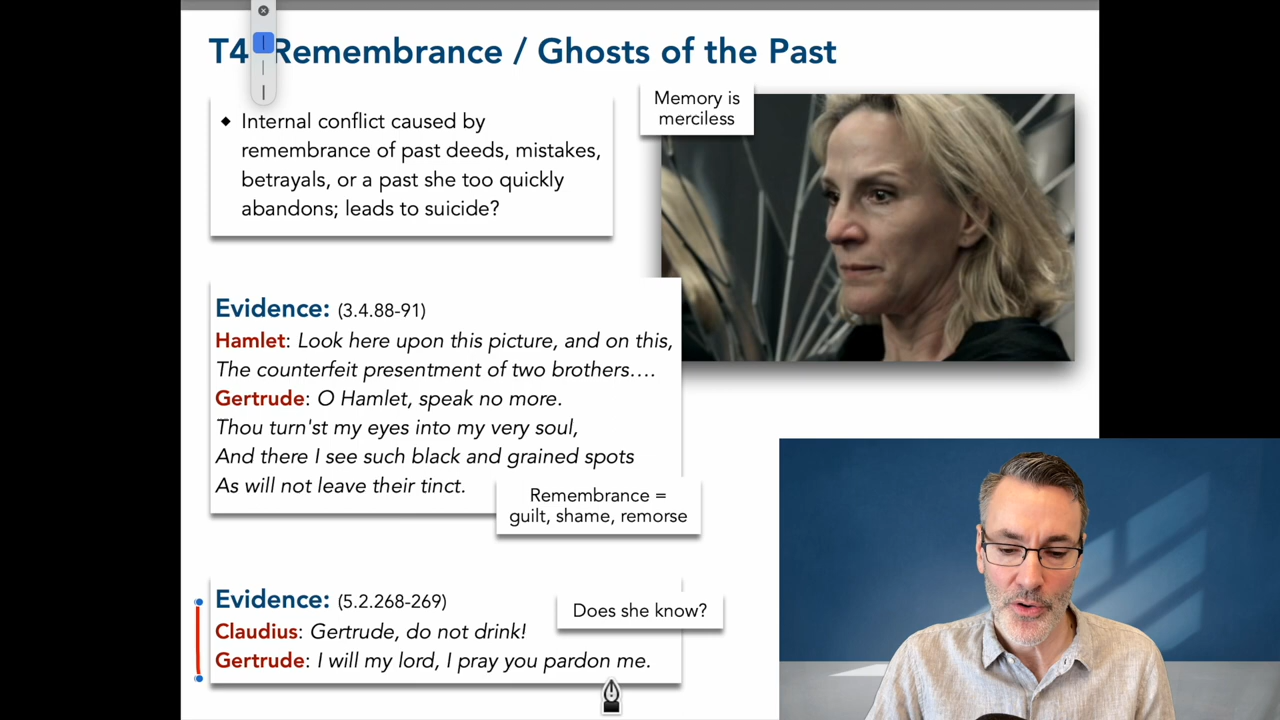 T4 Remembrance / Ghosts of the Past
Internal conflict caused by
remembrance of past deeds, mistakes,
betrayals, or a past she too quickly
abandons; leads to suicide?
Memory is
merciless
Evidence: (3.4.88-91)
Hamlet: Look here upon this picture, and on this,
The counterfeit presentment of two brothers….
Gertrude: O Hamlet, speak no more.
Thou turn'st my eyes into my very soul,
And there I see such black and grained spots
As will not leave their tinct.
Remembrance =
guilt, shame, remorse
Evidence: (5.2.268-269)
Does she know?
Claudius: Gertrude, do not drink!
Gertrude: I will my lord, I pray you pardon me.